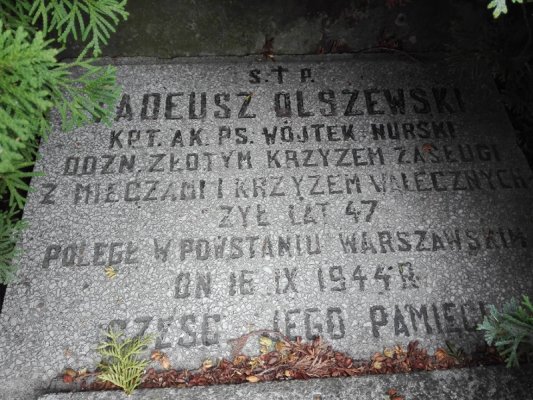 Ś.†P.
TADEUSZ OLSZEWSKI
KPT. AK. PS. WOJTEK NURSKI
ODZN. ZŁOTYM KRZYŻEM ZASŁUGI
Z MIECZAMI I KRZYŻEM WALECZNYCH
ŻYŁ LAT 47
POLEGŁ W POWSTANIU WARSZAWSKIM
DN 16 IX 1944 R.
CZEŚĆ JEGO PAMIĘCI